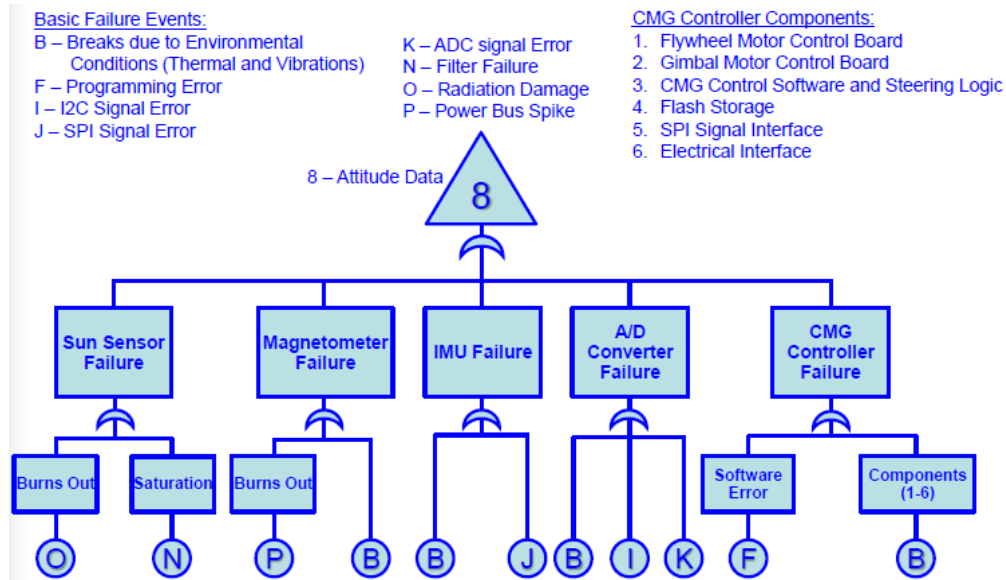 Basic Failure Events:
B – Breaks due to Environmental
Conditions (Thermal and Vibrations)
F – Programming Error
I – I2C Signal Error
J – SPI Signal Error
K – ADC signal Error
N – Filter Failure
O – Radiation Damage
P – Power Bus Spike
CMG Controller Components:
1. Flywheel Motor Control Board
2. Gimbal Motor Control Board
3. CMG Control Software and Steering Logic
4. Flash Storage
5. SPI Signal Interface
6. Electrical Interface
8 – Attitude Data
8
Sun Sensor
Failure
Magnetometer
Failure
IMU Failure
A/D
Converter
Failure
CMG
Controller
Failure
Burns Out
Saturation
Burns Out
Software
Error
Components
(1-6)
O
N
P
B
B
J
B
I
K
F
B